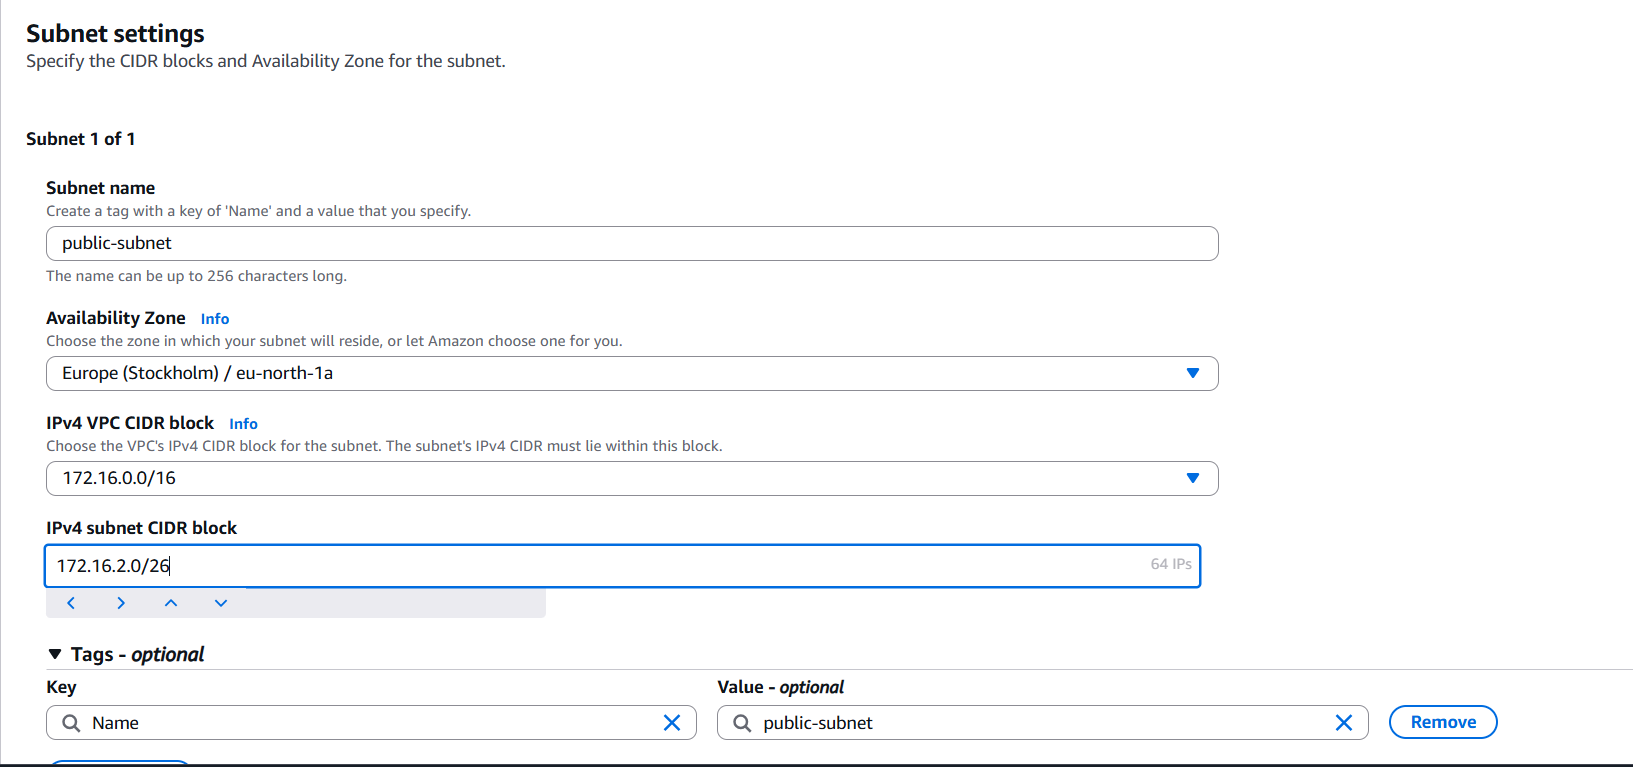 Subnet settings
Specify the CIDR blocks and Availability Zone for the subnet.
Subnet 1 of 1
Subnet name
Create a tag with a key of 'Name' and a value that you specify.
public-subnet
The name can be up to 256 characters long.
Availability Zone Info
Choose the zone in which your subnet will reside, or let Amazon choose one for you.
Europe (Stockholm) / eu-north-1a
IPv4 VPC CIDR block Info
Choose the VPC's IPv4 CIDR block for the subnet. The subnet's IPv4 CIDR must lie within this block.
172.16.0.0/16
IPv4 subnet CIDR block
172.16.2.0/26 64 IPs
Tags - optional
Key Value - optional
Name public-subnet Remove